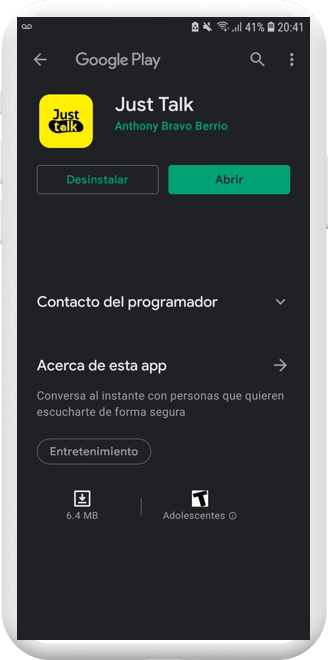 41% 20:41
Google Play
Just
talk
Just Talk
Anthony Bravo Berrio
Desinstalar
Abrir
Contacto del programador
Acerca de esta app
Conversa al instante con personas que quieren
escucharte de forma segura
Entretenimiento
T
6.4 MB
Adolescentes